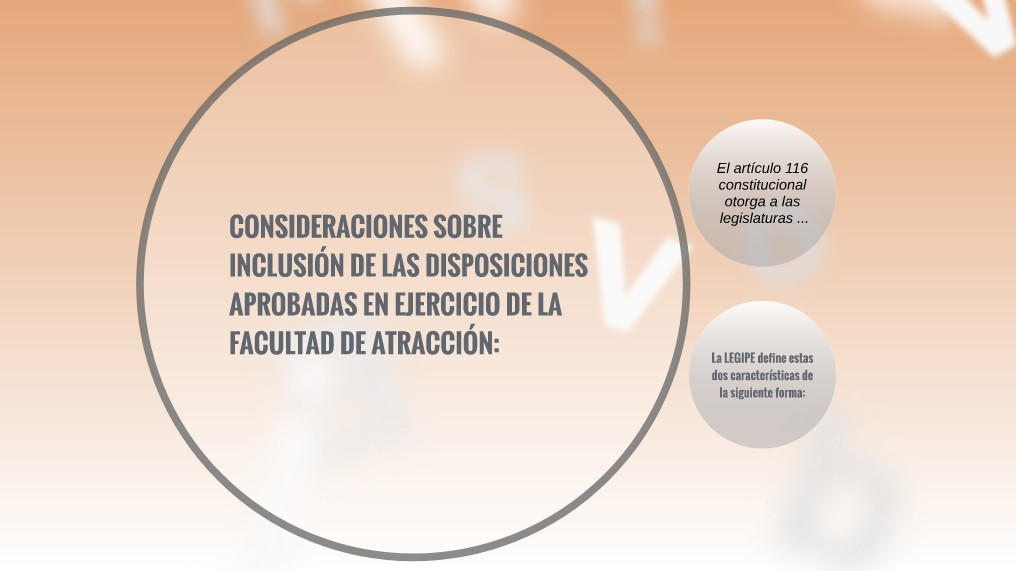 CONSIDERACIONES SOBRE
INCLUSIÓN DE LAS DISPOSICIONES
APROBADAS EN EJERCICIO DE LA
FACULTAD DE ATRACCIÓN:
El artículo 116
constitucional
otorga a las
legislaturas ...
La LEGIPE define estas
dos características de
la siguiente forma: